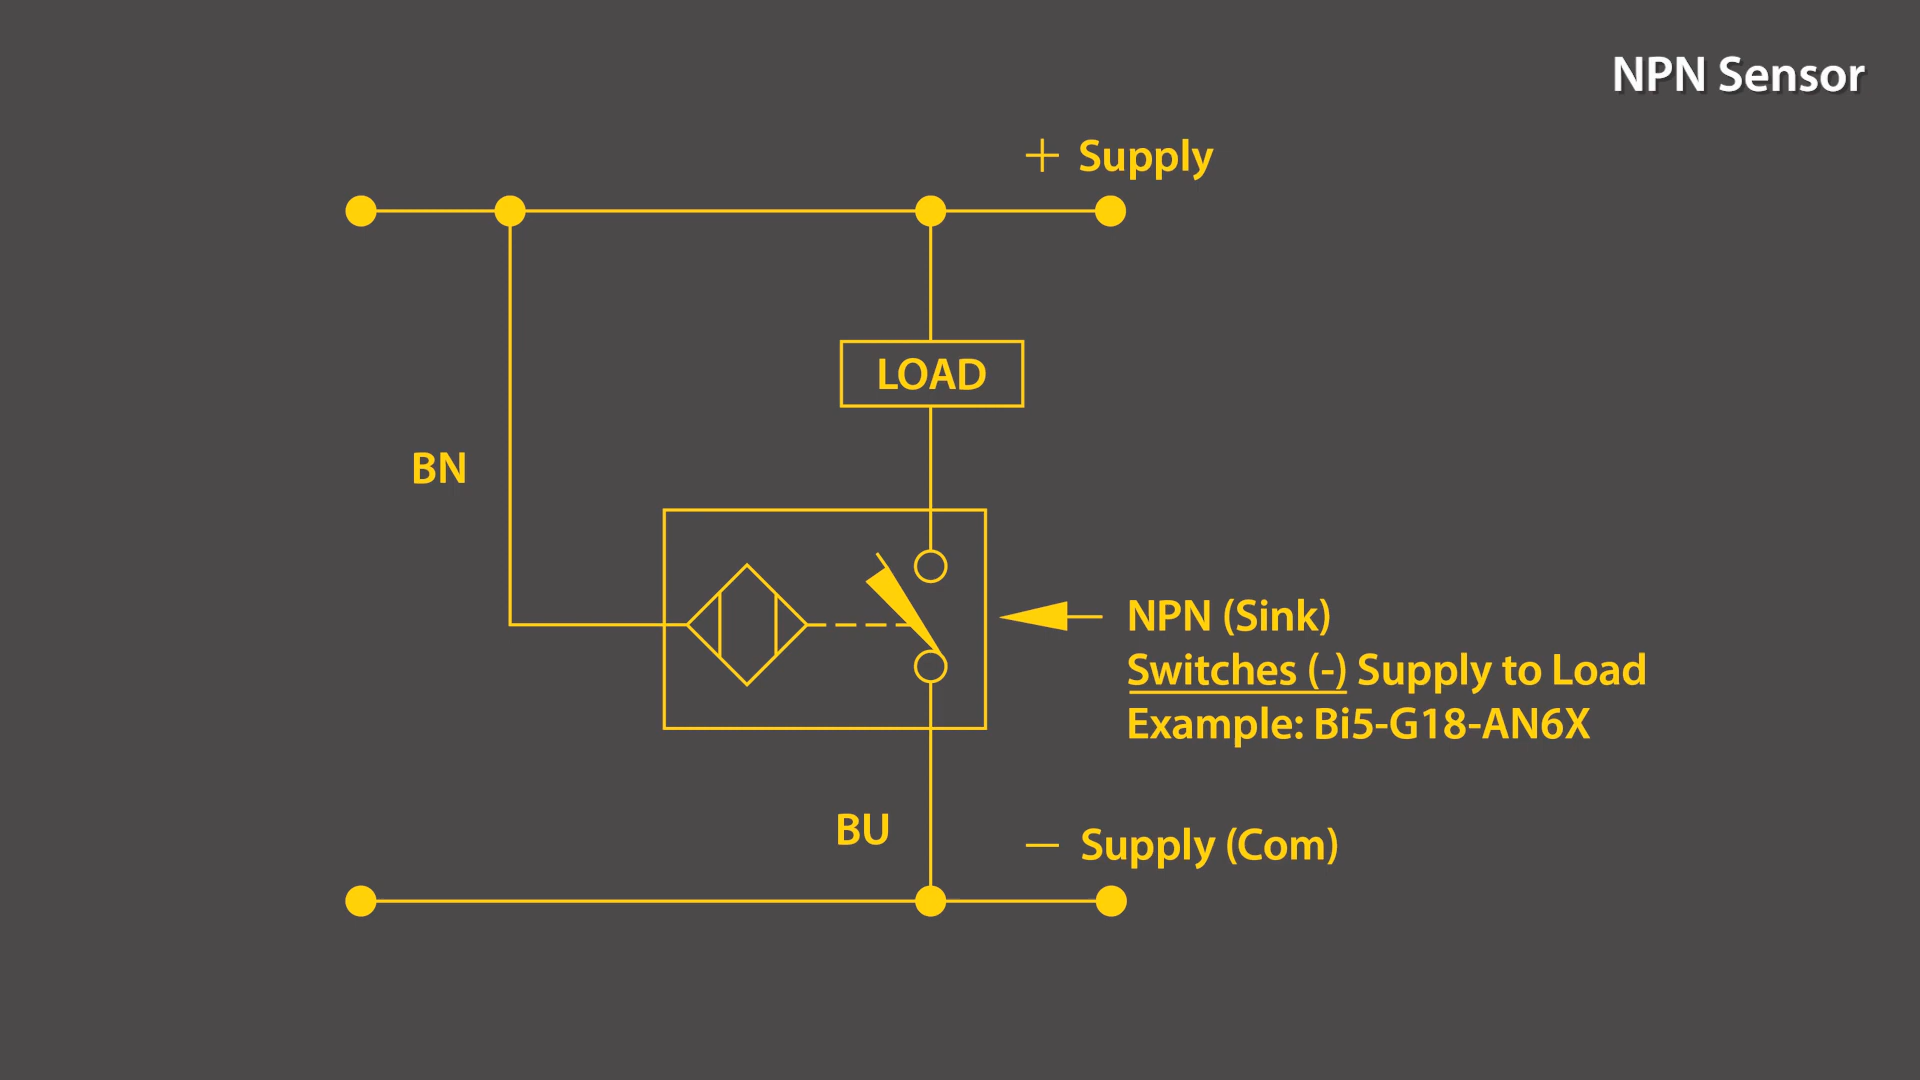 NPN Sensor
+ Supply
LOAD
BN
NPN (Sink)
Switches (-) Supply to Load
Example: Bi5-G18-AN6X
BU
— Supply (Com)